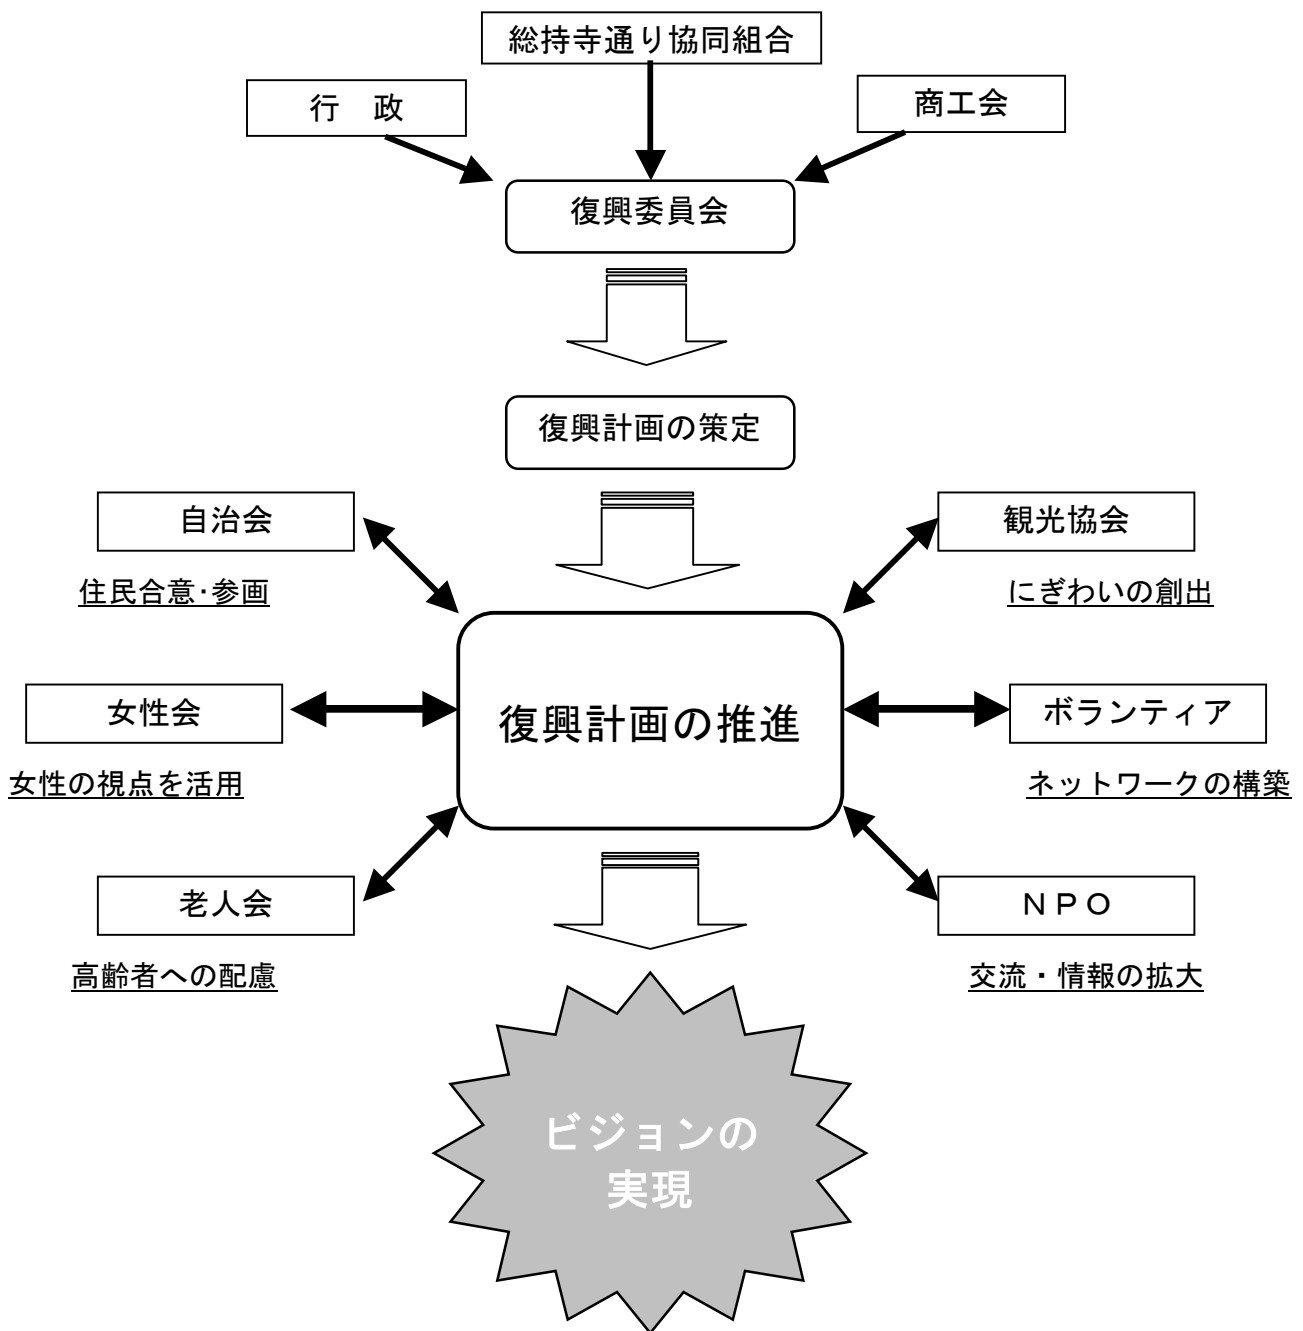 総持寺通り協同組合
行　政
商工会
復興委員会
復興計画の策定
自治会
観光協会
住民合意・参画
にぎわいの創出
女性会
復興計画の推進
ボランティア
女性の視点を活用
ネットワークの構築
老人会
ＮＰＯ
高齢者への配慮
交流・情報の拡大
ビジョンの
実現